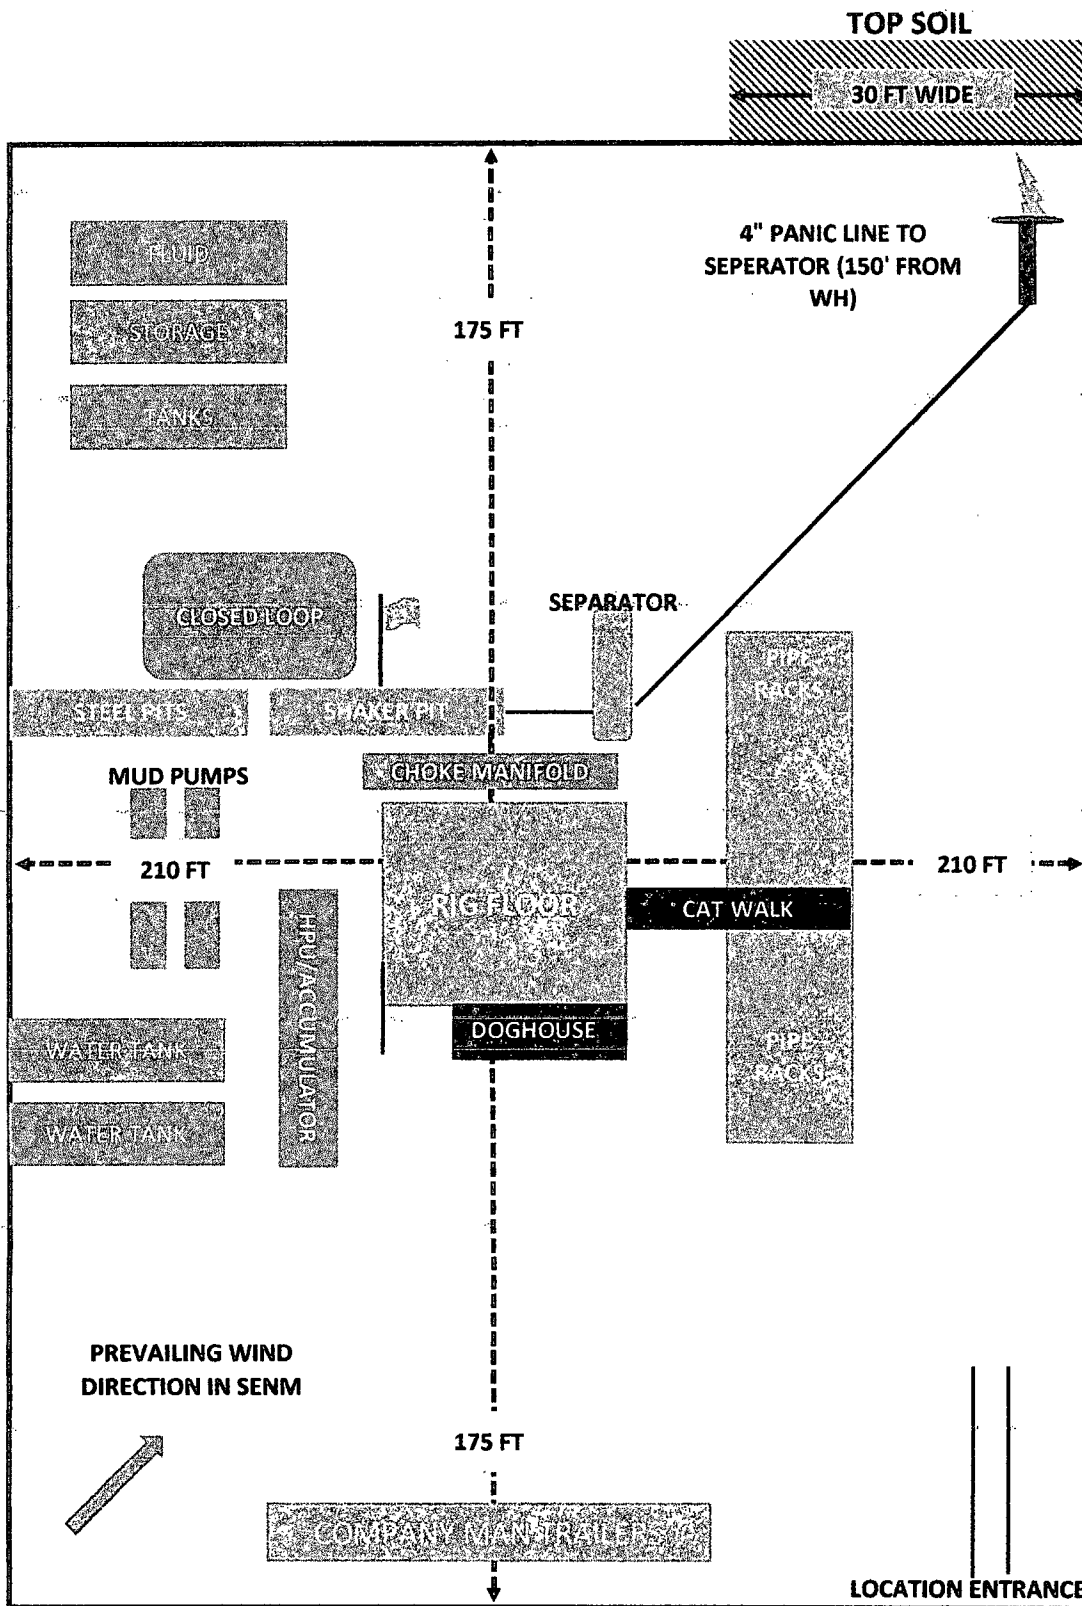 TOP SOIL
30 FT WIDE
4" PANIC LINE TO
SEPERATOR (150' FROM
WH)
FLUID
STORAGE
TANKS
175 FT
CLOSED LOOP
SEPARATOR
PIPE
RACKS
STEEL PITS
SHAKER PIT
CHOKE MANIFOLD
MUD PUMPS
210 FT
210 FT
RIG FLOOR
CAT WALK
HPU/ACCUMULATOR
DOGHOUSE
WATER TANK
PIPE
RACKS
WATER TANK
PREVAILING WIND
DIRECTION IN SENM
175 FT
COMPANY MAN TRAILERS
LOCATION ENTRANCE